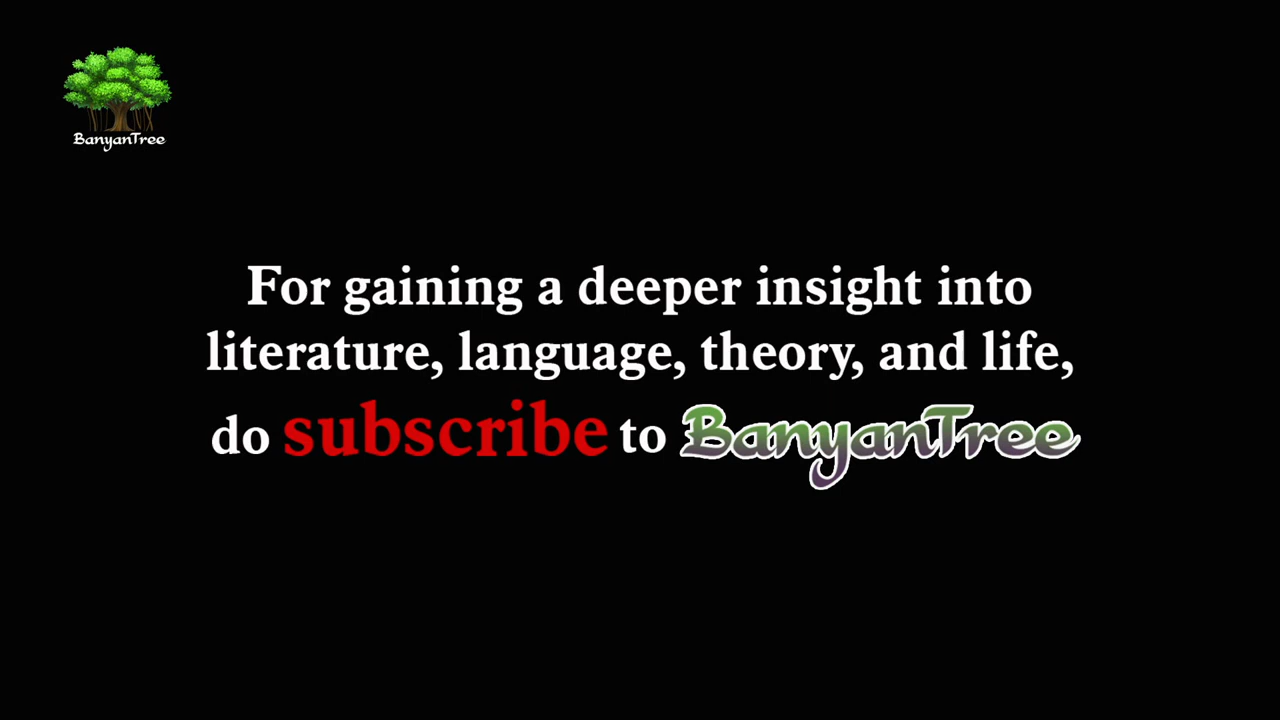 BanyanTree
For gaining a deeper insight into
literature, language, theory, and life,
do subscribe to BanyanTree